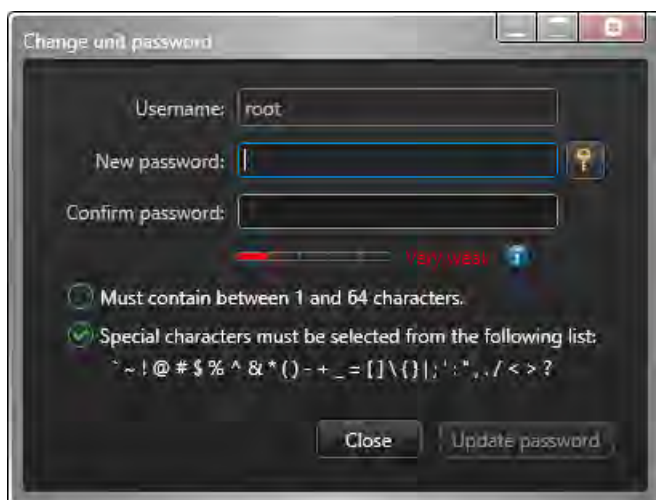 Change unit password
Username: root
New password:
Confirm password:
Very weak
Must contain between 1 and 64 characters.
Special characters must be selected from the following list:
` ~ ! @ # $ % ^ & * ( ) - + _ = [ ] \ { } | ; ' : " , . / < > ?
Close Update password